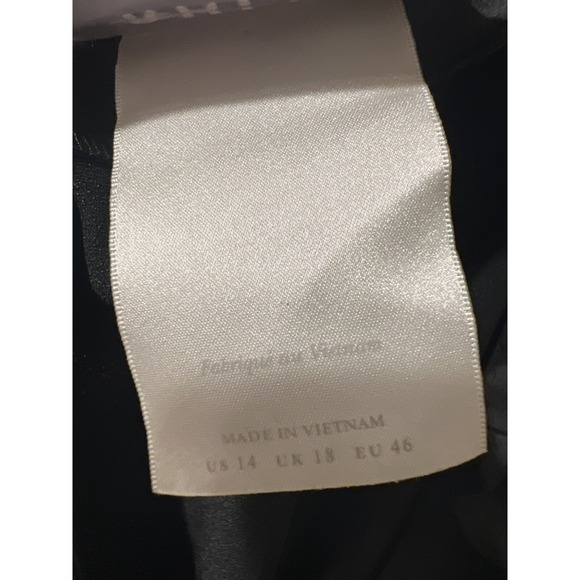 Fabriqué au Vietnam
MADE IN VIETNAM
US 14 UK 18 EU 46